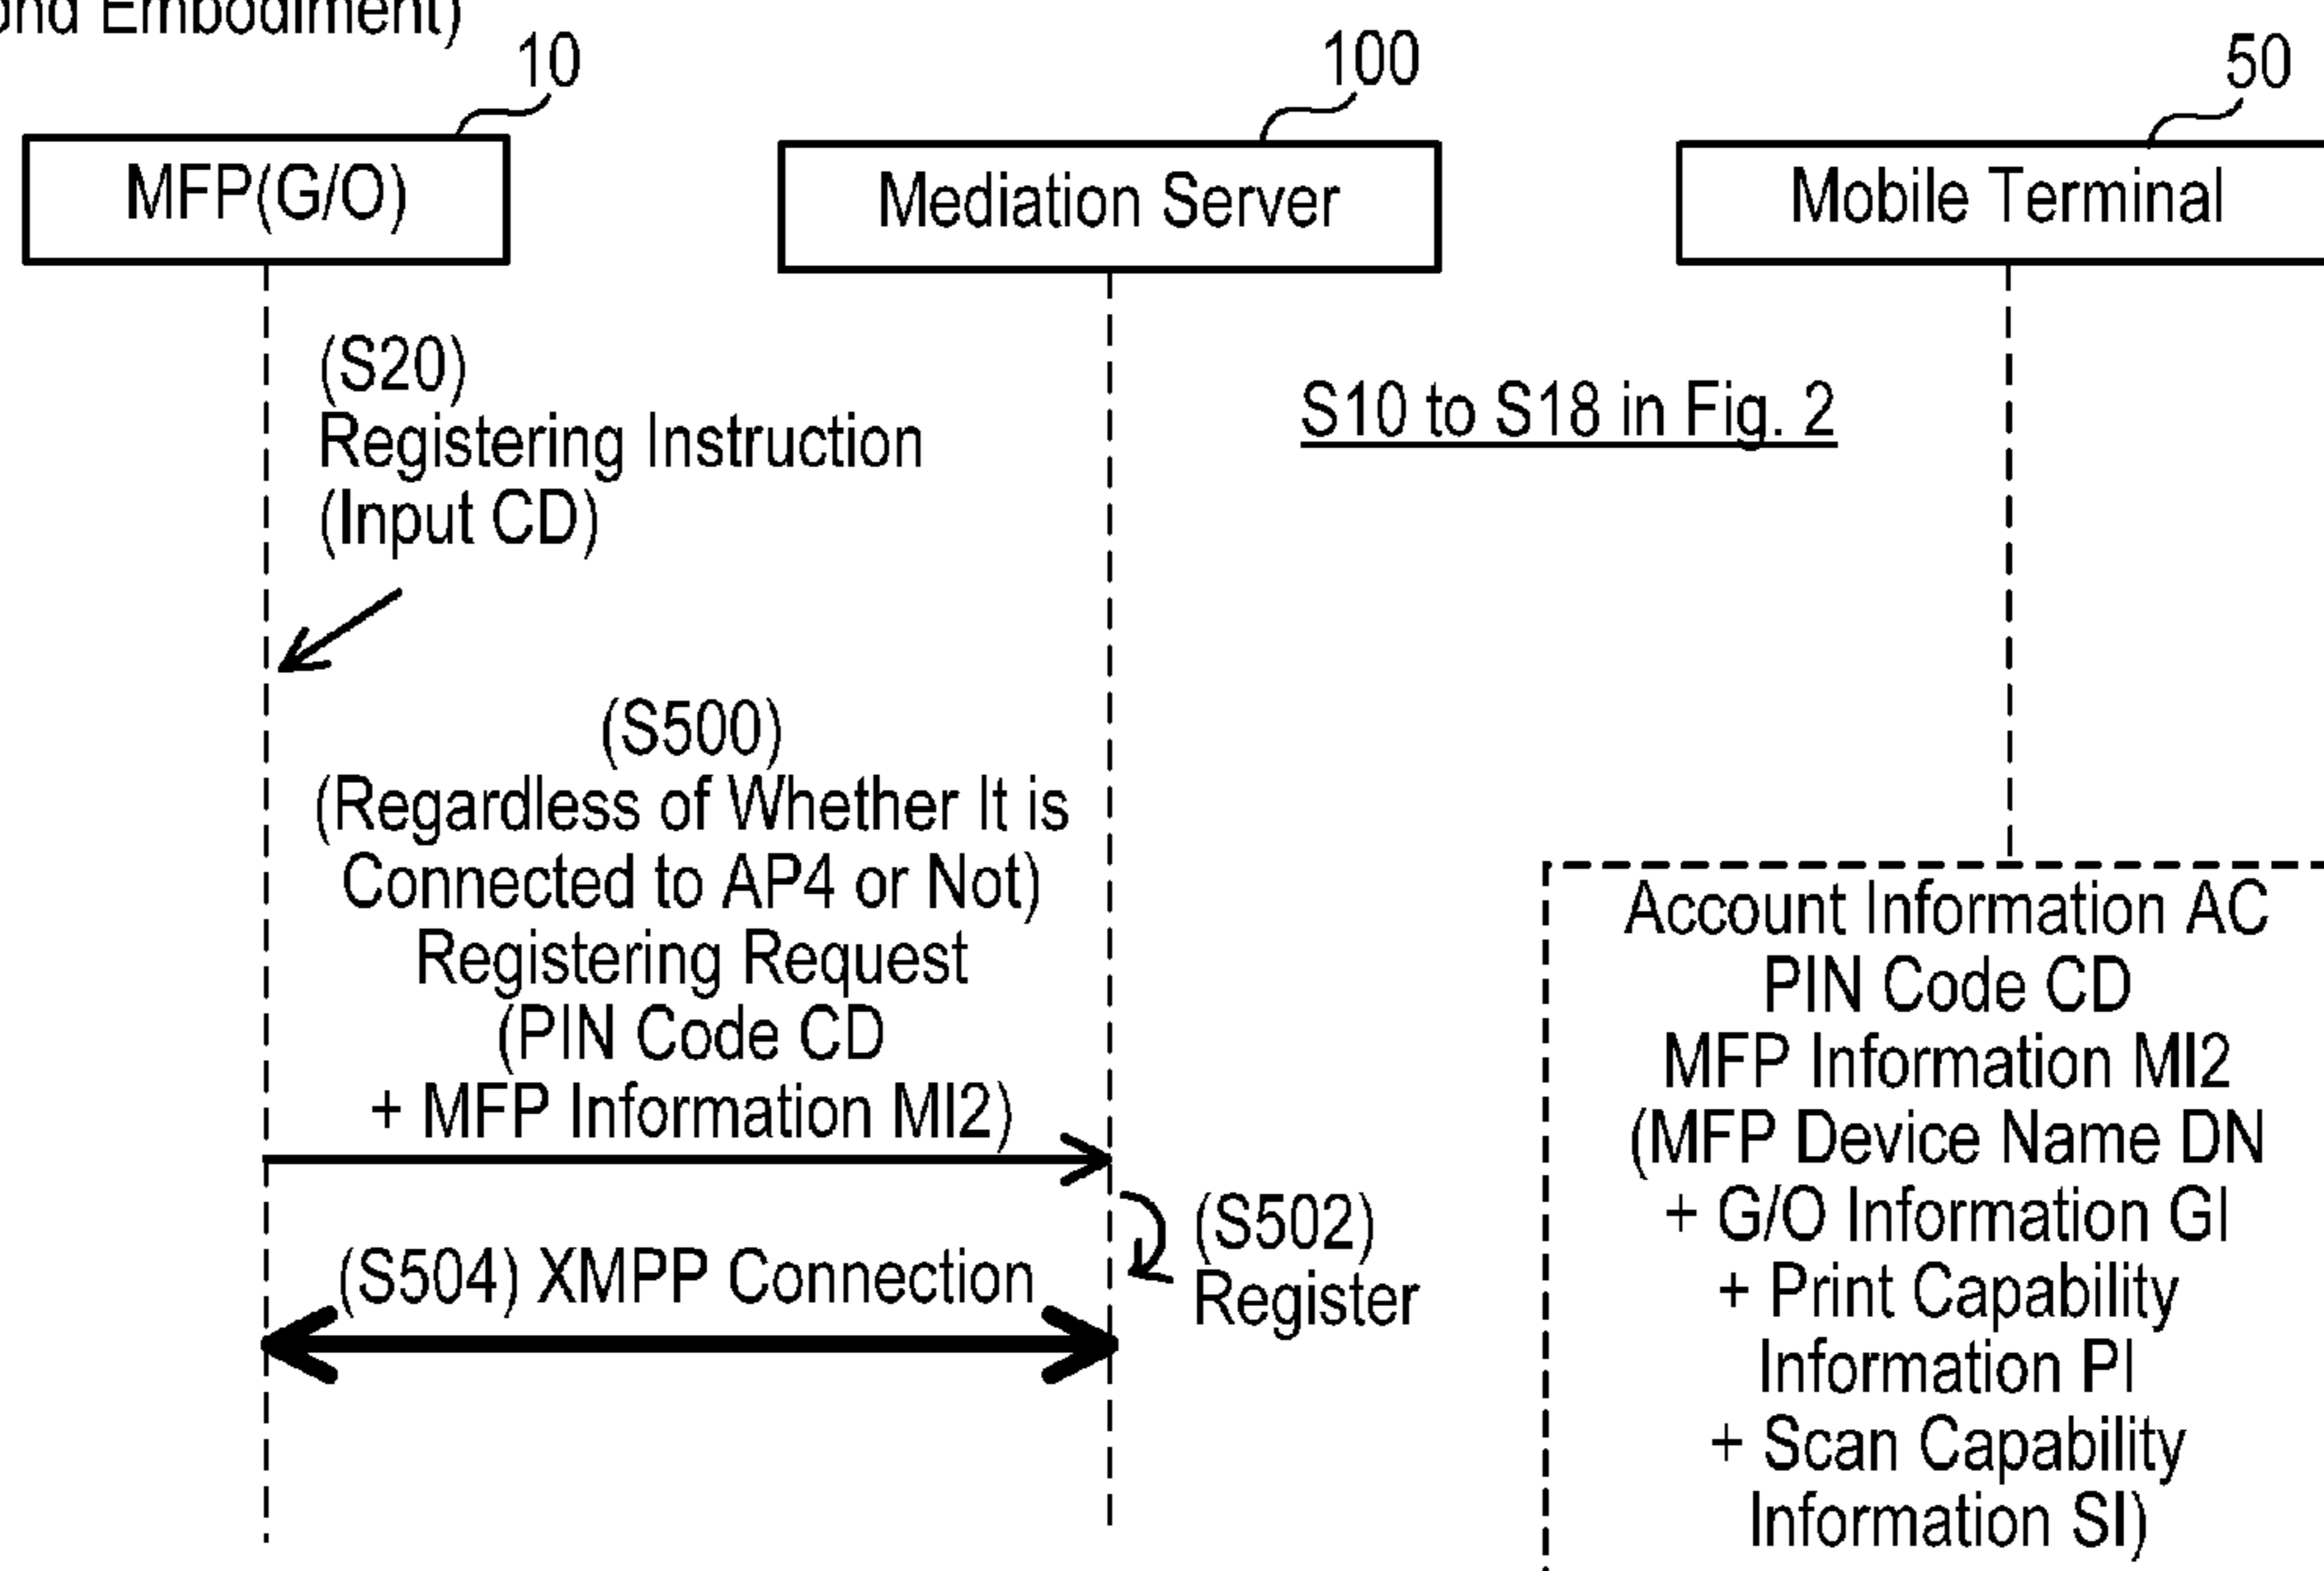 Embodiment)
10
100
50
MFP(G/O)
Mediation Server
Mobile Terminal
(S20)
Registering Instruction
(Input CD)
S10 to S18 in Fig. 2
(S500)
(Regardless of Whether It is
Connected to AP4 or Not)
Registering Request
(PIN Code CD
+ MFP Information MI2)
(S502)
Register
(S504) XMPP Connection
Account Information AC
PIN Code CD
MFP Information MI2
(MFP Device Name DN
+ G/O Information GI
+ Print Capability
Information PI
+ Scan Capability
Information SI)